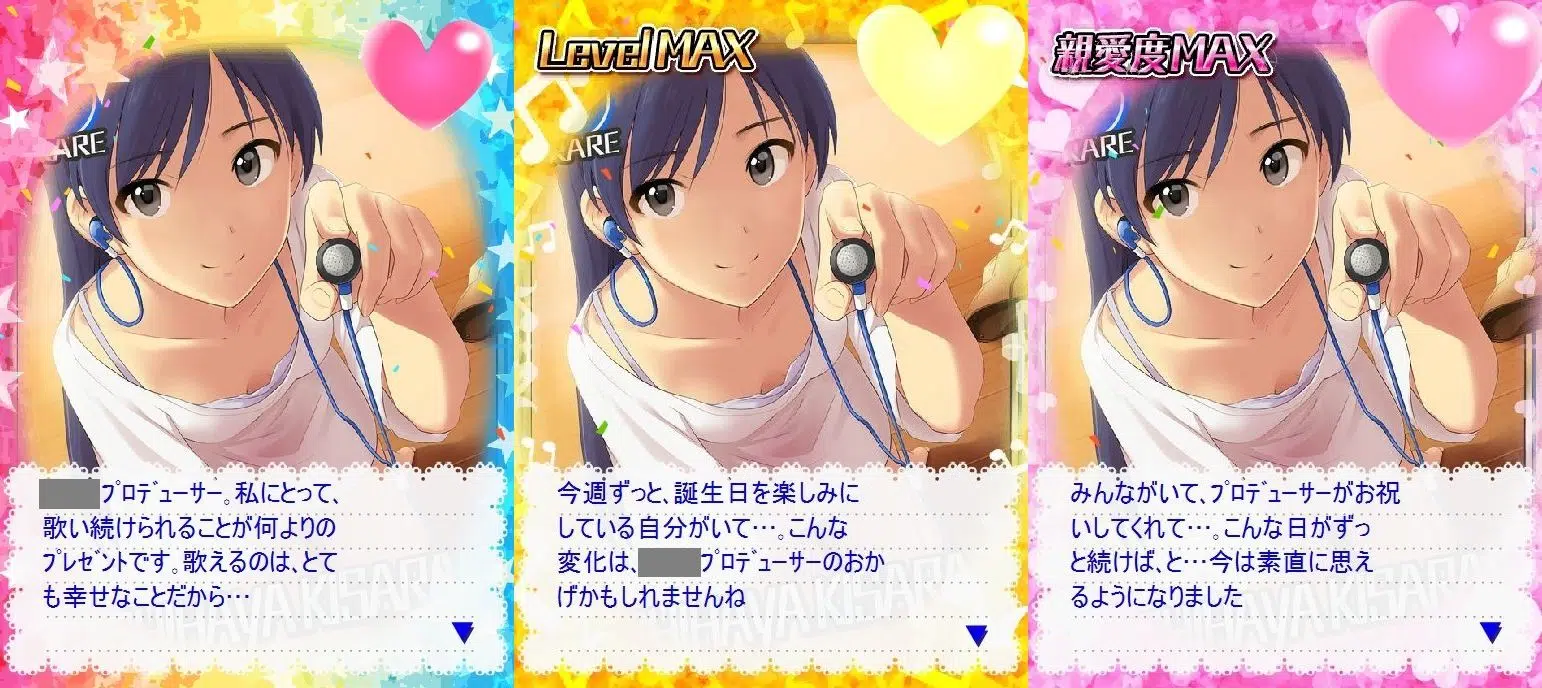 ARE
プロデューサー。私にとって、
歌い続けられることが何よりの
プレゼントです。歌えるのは、とて
も幸せなことだから…
Level MAX
RARE
今週ずっと、誕生日を楽しみに
している自分がいて…。こんな
変化は、
プロデューサーのおか
げかもしれませんね
親愛度MAX
RARE
みんながいて、プロデューサーがお祝
いしてくれて…。こんな日がずっ
と続けば、と…今は素直に思え
るようになりました